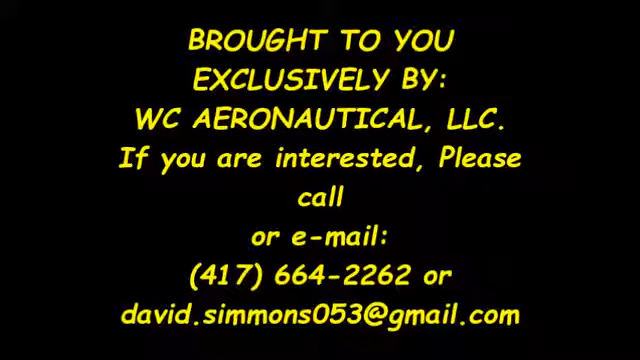 BROUGHT TO YOU
EXCLUSIVELY BY:
WC AERONAUTICAL, LLC.
If you are interested, Please
call
or e-mail:
(417) 664-2262 or
david.simmons053@gmail.com